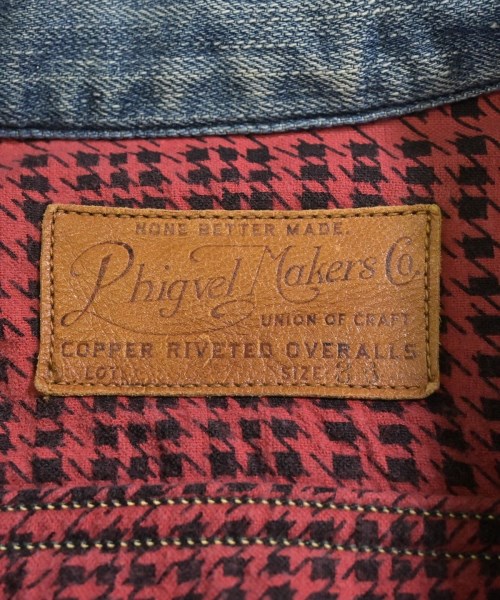 NONE BETTER MADE.
Phigvel Makers Co.
UNION OF CRAFT
COPPER RIVETED OVERALLS
LOT. SIZE